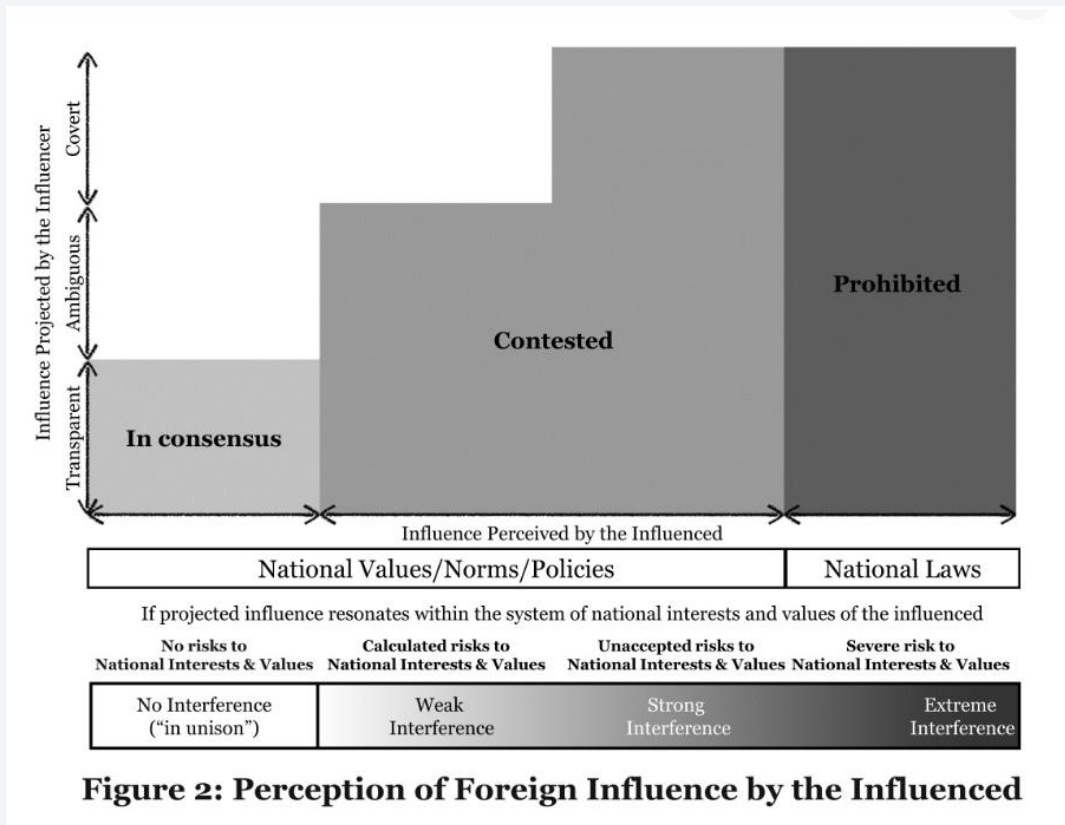 Influence Projected by the Influencer
Covert
Ambiguous
Transparent
Prohibited
Contested
In consensus
Influence Perceived by the Influenced
National Values/Norms/Policies
National Laws
If projected influence resonates within the system of national interests and values of the influenced
No risks to
National Interests & Values
Calculated risks to
National Interests & Values
Unaccepted risks to
National Interests & Values
Severe risk to
National Interests & Values
No Interference
(“in unison”)
Weak
Interference
Strong
Interference
Extreme
Interference
Figure 2: Perception of Foreign Influence by the Influenced